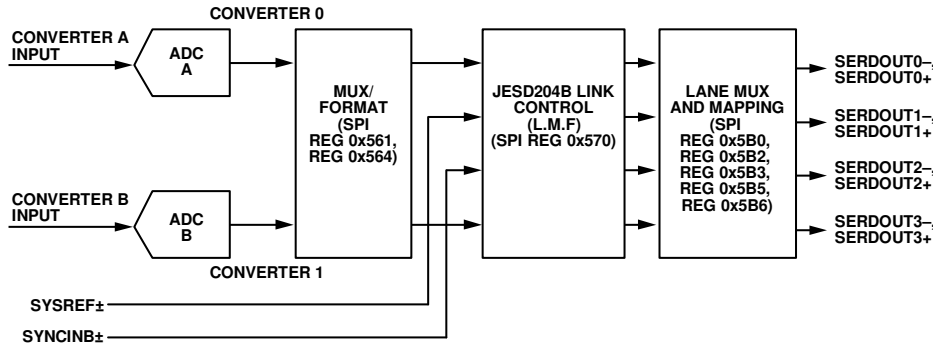 CONVERTER 0
CONVERTER A
INPUT
ADC
A
MUX/
FORMAT
(SPI
REG 0x561,
REG 0x564)
JESD204B LINK
CONTROL
(L.M.F)
(SPI REG 0x570)
LANE MUX
AND MAPPING
(SPI
REG 0x5B0,
REG 0x5B2,
REG 0x5B3,
REG 0x5B5,
REG 0x5B6)
SERDOUT0–,
SERDOUT0+
SERDOUT1–,
SERDOUT1+
SERDOUT2–,
SERDOUT2+
SERDOUT3–,
SERDOUT3+
CONVERTER B
INPUT
ADC
B
CONVERTER 1
SYSREF±
SYNCINB±